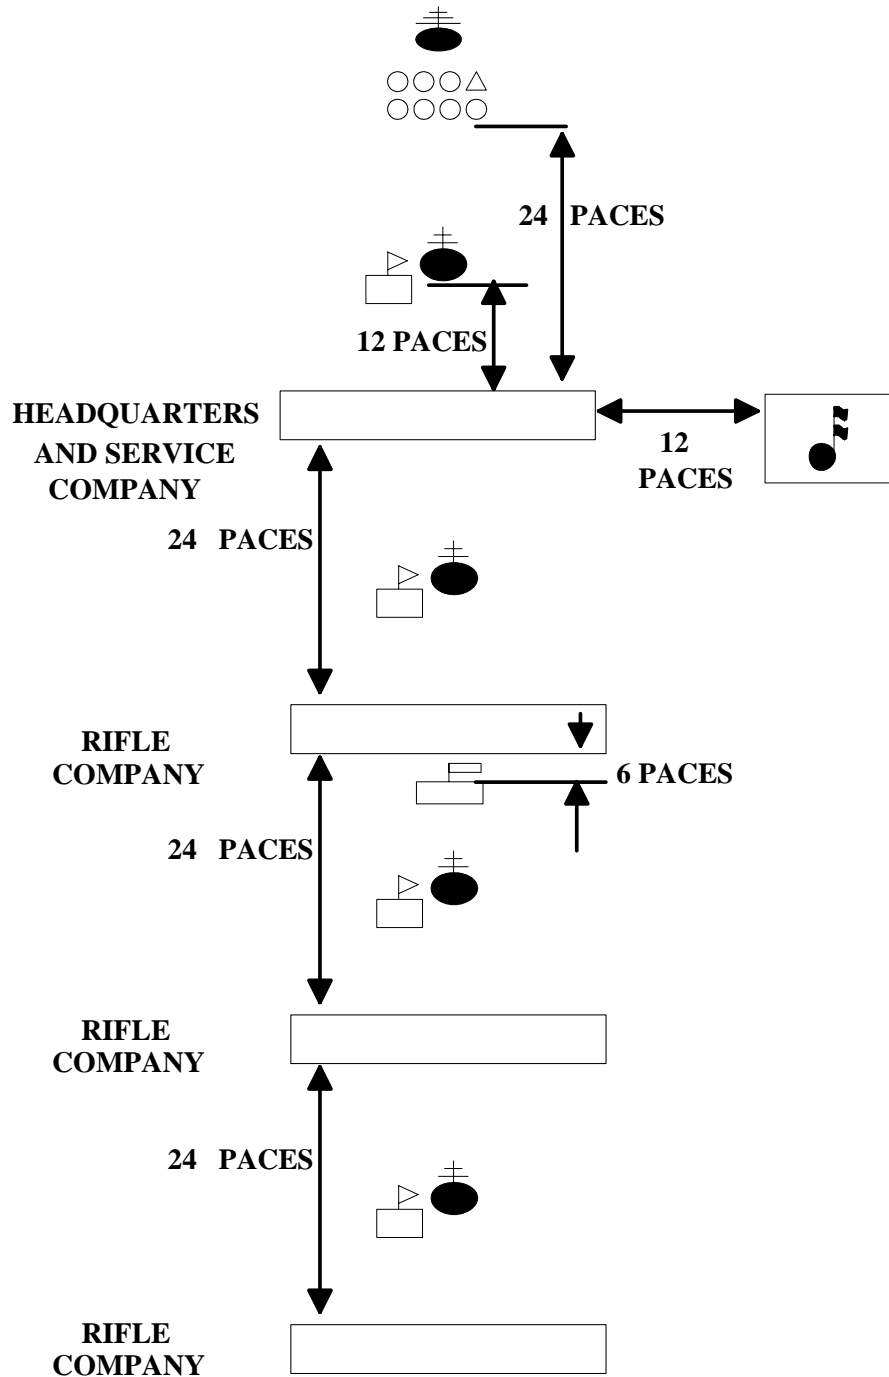 24 PACES
12 PACES
HEADQUARTERS
AND SERVICE
COMPANY
12
PACES
24 PACES
RIFLE
COMPANY
6 PACES
24 PACES
RIFLE
COMPANY
24 PACES
RIFLE
COMPANY